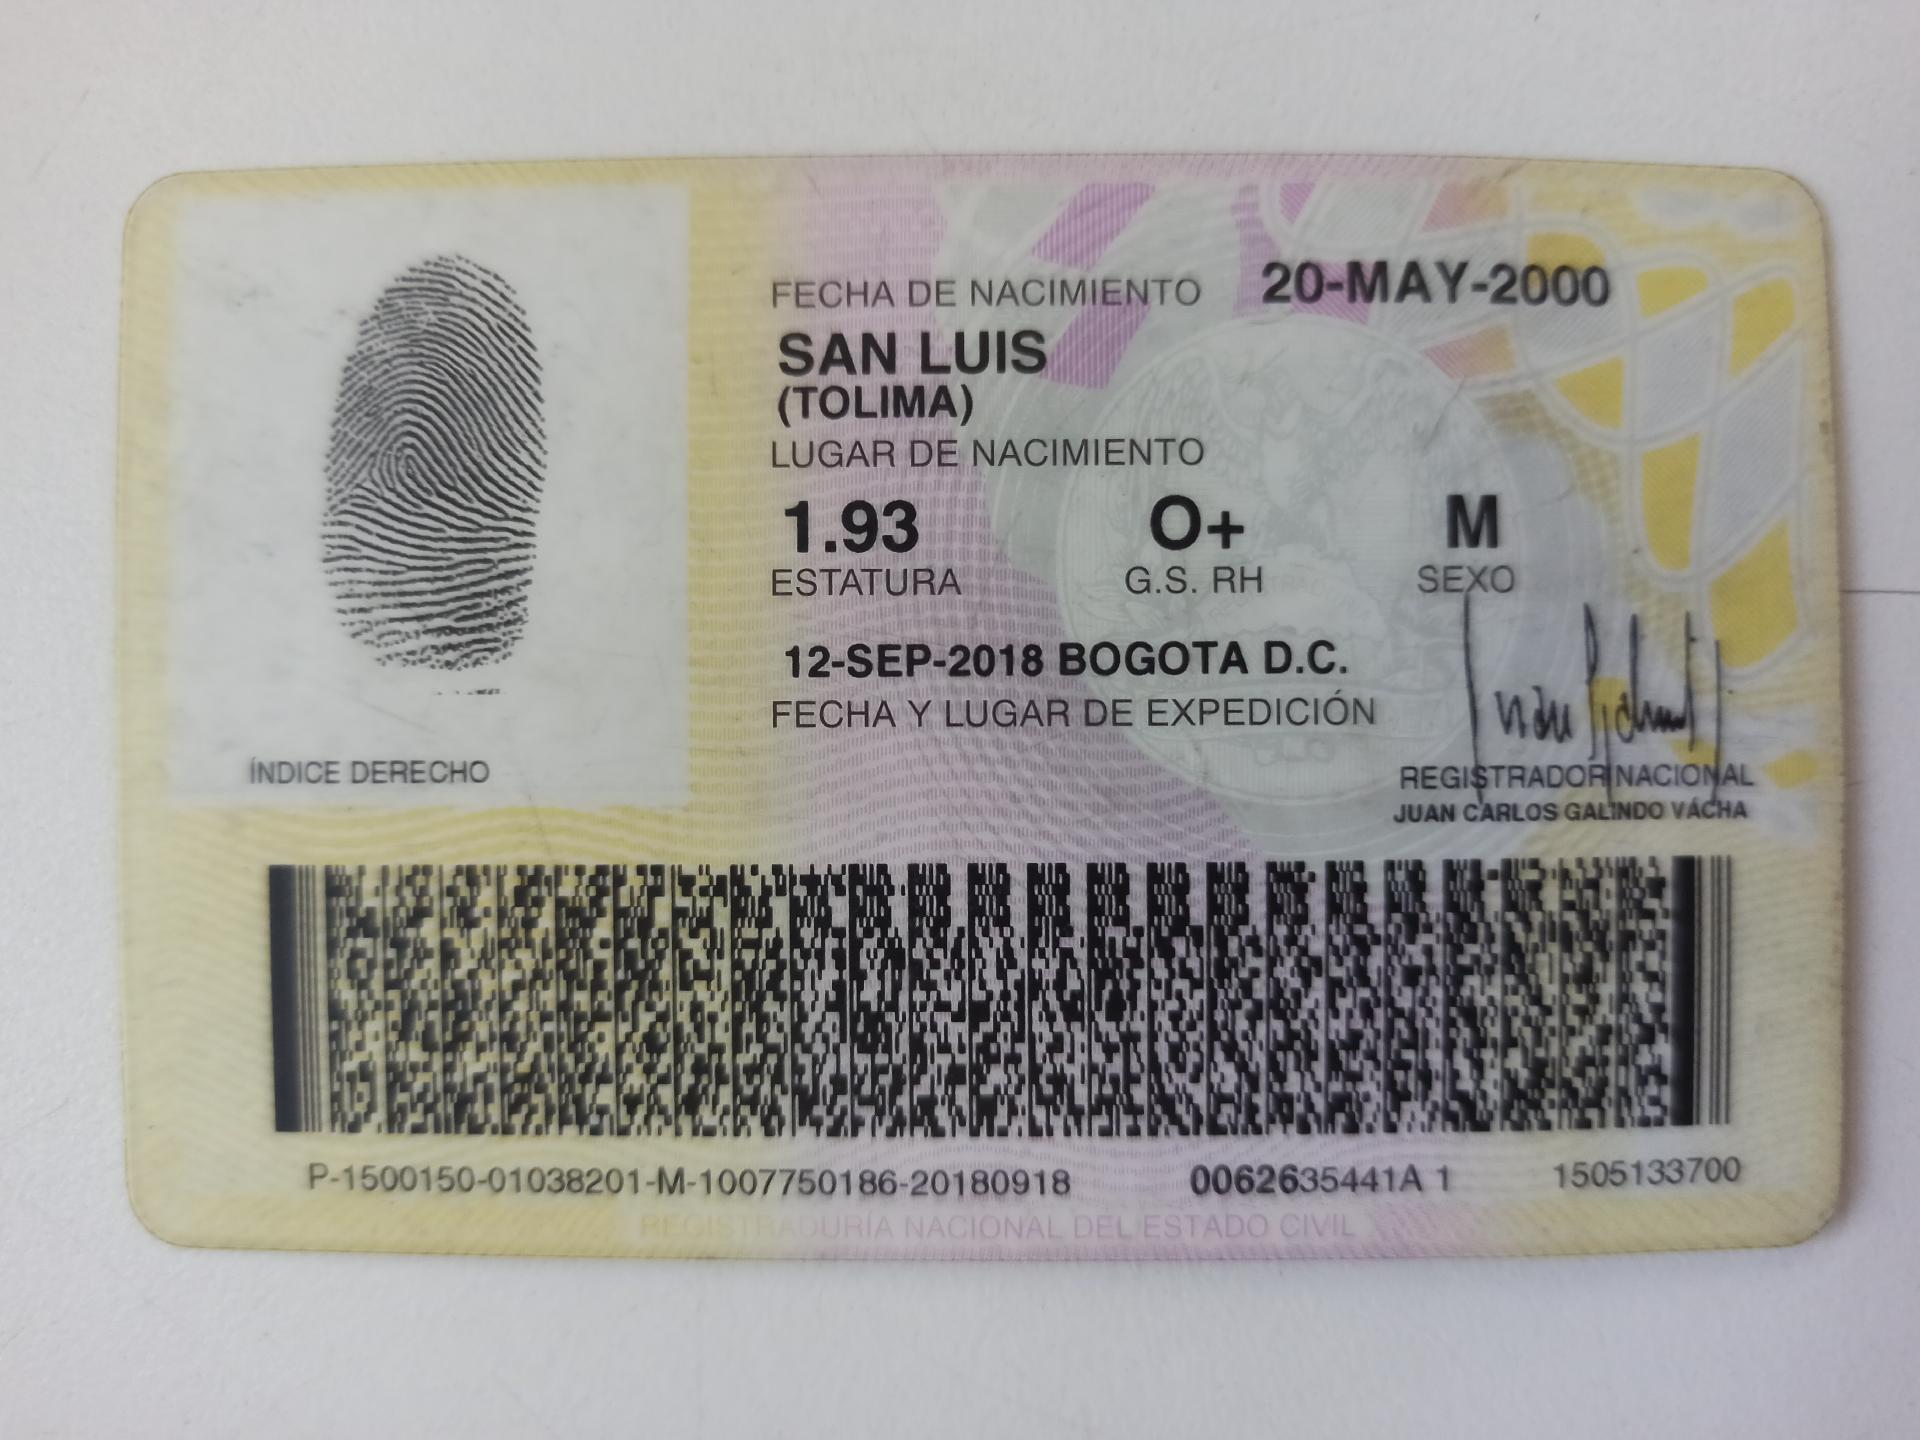 FECHA DE NACIMIENTO 20-MAY-2000
SAN LUIS
(TOLIMA)
LUGAR DE NACIMIENTO
1.93 O+ M
ESTATURA G.S. RH SEXO
12-SEP-2018 BOGOTA D.C.
FECHA Y LUGAR DE EXPEDICIÓN
ÍNDICE DERECHO
REGISTRADOR NACIONAL
JUAN CARLOS GALINDO VÁCHA
P-1500150-01038201-M-1007750186-20180918 0062635441A 1 1505133700
REGISTRADURÍA NACIONAL DEL ESTADO CIVIL